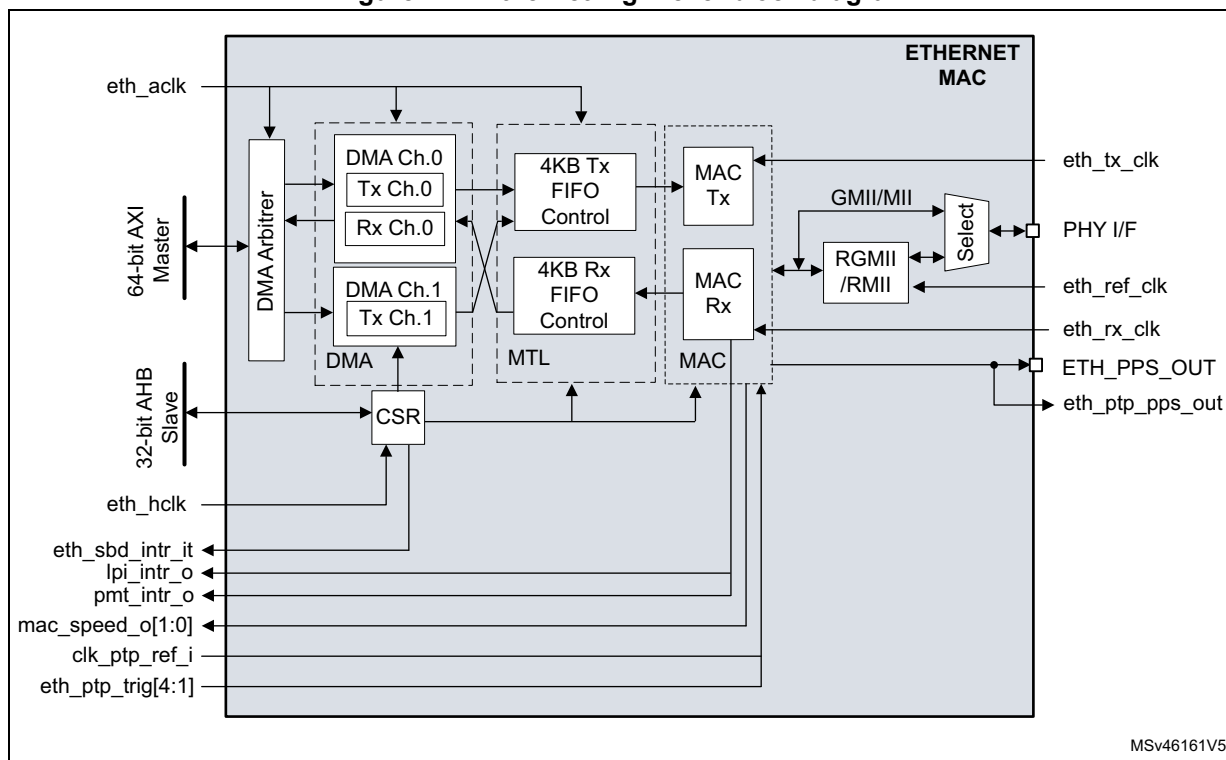 ETHERNET
MAC
eth_aclk
64-bit AXI
Master
DMA Arbitrer
DMA Ch.0
Tx Ch.0
Rx Ch.0
DMA Ch.1
Tx Ch.1
DMA
4KB Tx
FIFO
Control
4KB Rx
FIFO
Control
MTL
MAC
Tx
MAC
Rx
MAC
GMII/MII
RGMII
/RMII
Select
eth_tx_clk
PHY I/F
eth_ref_clk
eth_rx_clk
ETH_PPS_OUT
eth_ptp_pps_out
32-bit AHB
Slave
CSR
eth_hclk
eth_sbd_intr_it
lpi_intr_o
pmt_intr_o
mac_speed_o[1:0]
clk_ptp_ref_i
eth_ptp_trig[4:1]
MSv46161V5